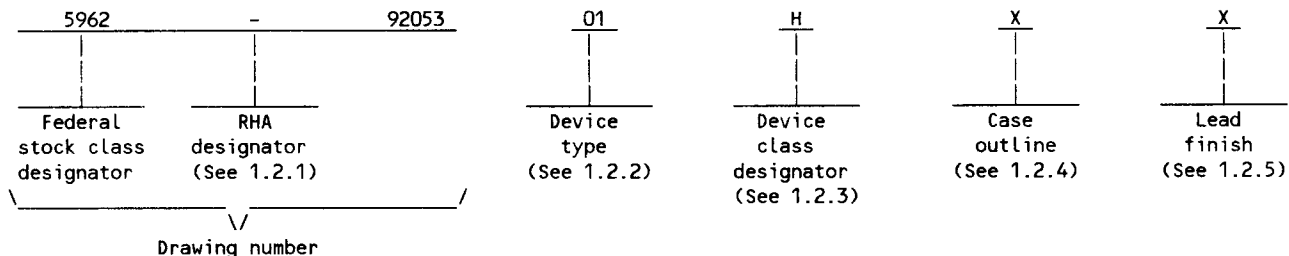 5962 - 92053 01 H X X
Federal stock class designator
RHA designator (See 1.2.1)
Device type (See 1.2.2)
Device class designator (See 1.2.3)
Case outline (See 1.2.4)
Lead finish (See 1.2.5)
Drawing number